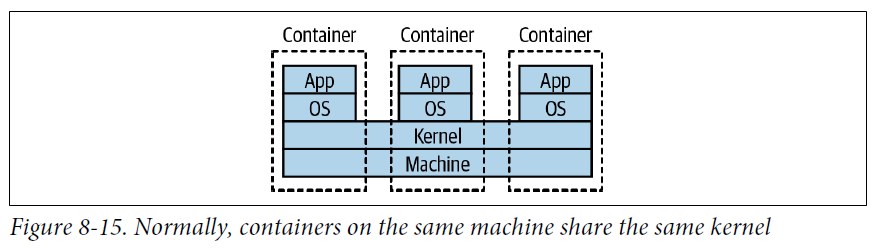 Container Container Container
App App App
OS OS OS
Kernel
Machine
Figure 8-15. Normally, containers on the same machine share the same kernel